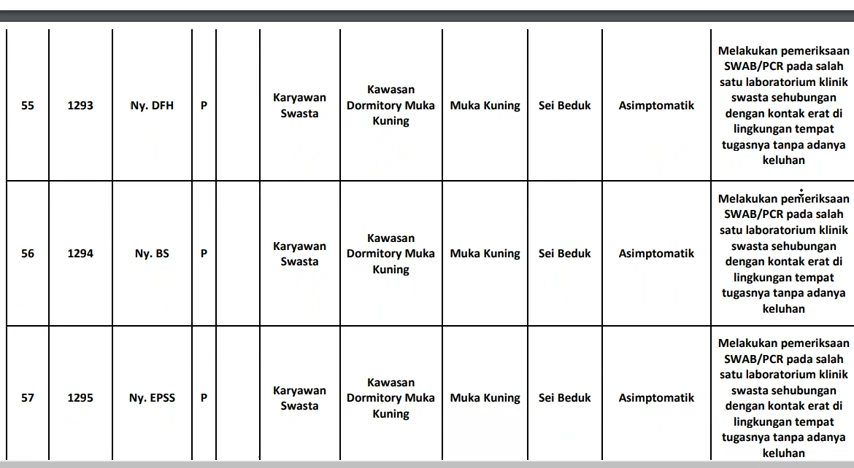 55 1293 Ny. DFH P Karyawan Swasta Kawasan Dormitory Muka Kuning Muka Kuning Sei Beduk Asimptomatik Melakukan pemeriksaan SWAB/PCR pada salah satu laboratorium klinik swasta sehubungan dengan kontak erat di lingkungan tempat tugasnya tanpa adanya keluhan
56 1294 Ny. BS P Karyawan Swasta Kawasan Dormitory Muka Kuning Muka Kuning Sei Beduk Asimptomatik Melakukan pemeriksaan SWAB/PCR pada salah satu laboratorium klinik swasta sehubungan dengan kontak erat di lingkungan tempat tugasnya tanpa adanya keluhan
57 1295 Ny. EPSS P Karyawan Swasta Kawasan Dormitory Muka Kuning Muka Kuning Sei Beduk Asimptomatik Melakukan pemeriksaan SWAB/PCR pada salah satu laboratorium klinik swasta sehubungan dengan kontak erat di lingkungan tempat tugasnya tanpa adanya keluhan